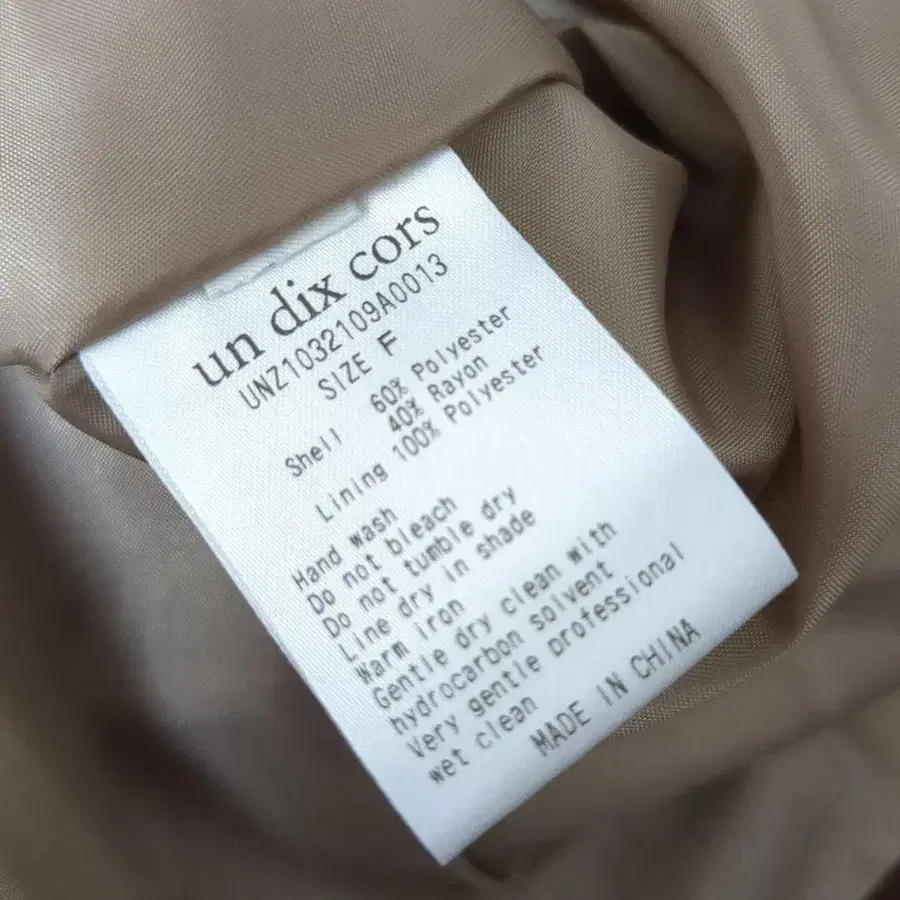 un dix cors
UNZ1032109A0013
SIZE F
Shell 60% Polyester
40% Rayon
Lining 100% Polyester
Hand wash
Do not bleach
Do not tumble dry
Line dry in shade
Warm iron
Gentle dry clean with
hydrocarbon solvent
Very gentle professional
wet clean
MADE IN CHINA